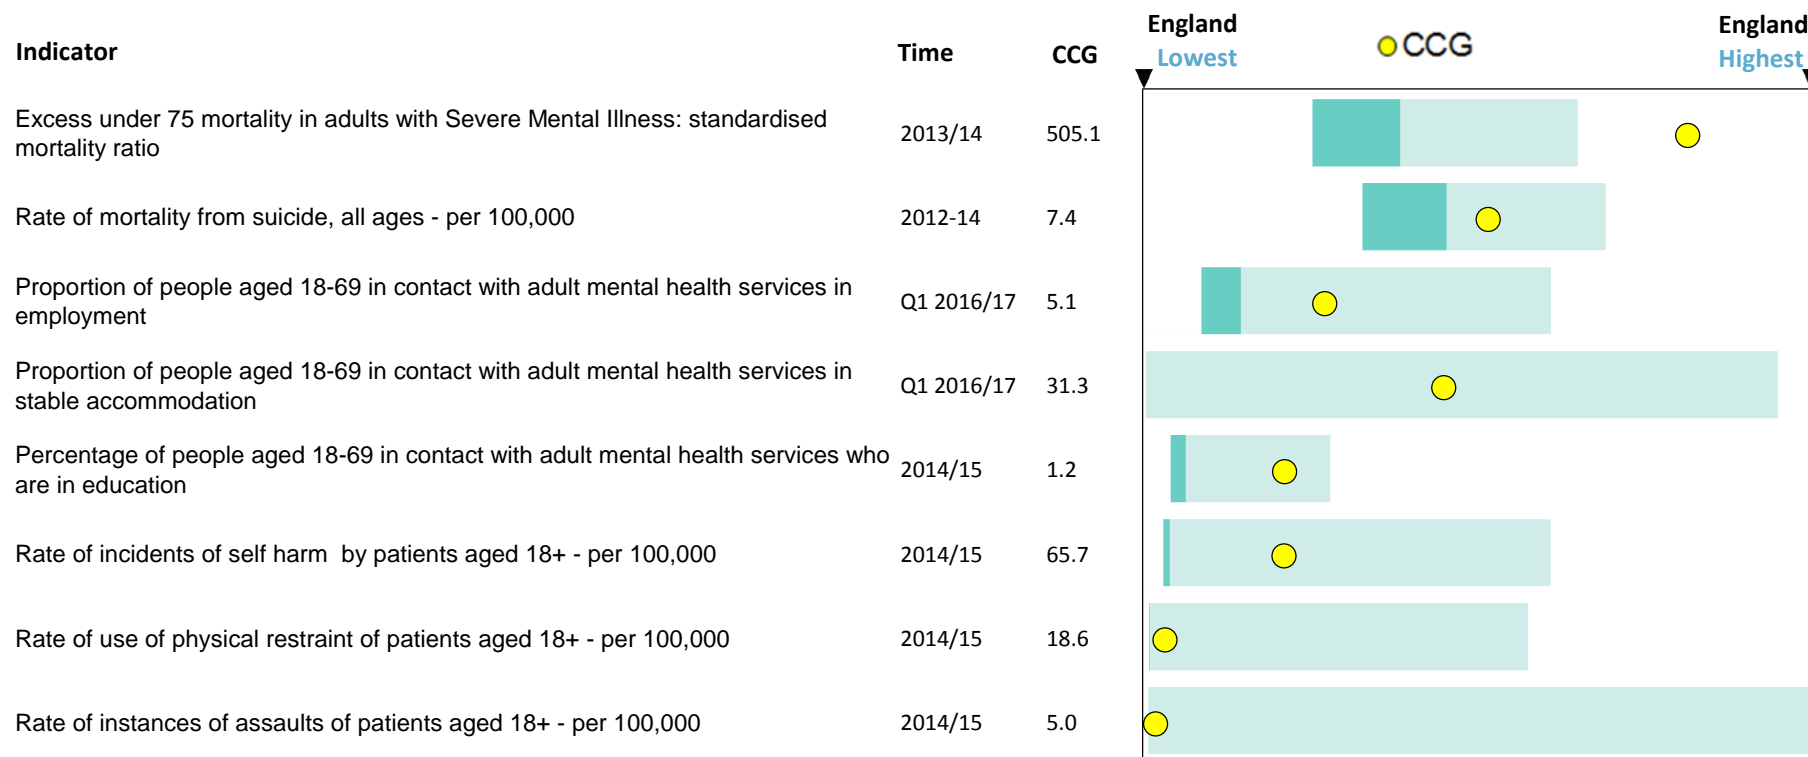 England England
Indicator Time CCG Lowest CCG Highest
Excess under 75 mortality in adults with Severe Mental Illness: standardised
mortality ratio
2013/14 505.1
Rate of mortality from suicide, all ages - per 100,000 2012-14 7.4
Proportion of people aged 18-69 in contact with adult mental health services in
employment
Q1 2016/17 5.1
Proportion of people aged 18-69 in contact with adult mental health services in
stable accommodation
Q1 2016/17 31.3
Percentage of people aged 18-69 in contact with adult mental health services who
are in education
2014/15 1.2
Rate of incidents of self harm  by patients aged 18+ - per 100,000 2014/15 65.7
Rate of use of physical restraint of patients aged 18+ - per 100,000 2014/15 18.6
Rate of instances of assaults of patients aged 18+ - per 100,000 2014/15 5.0